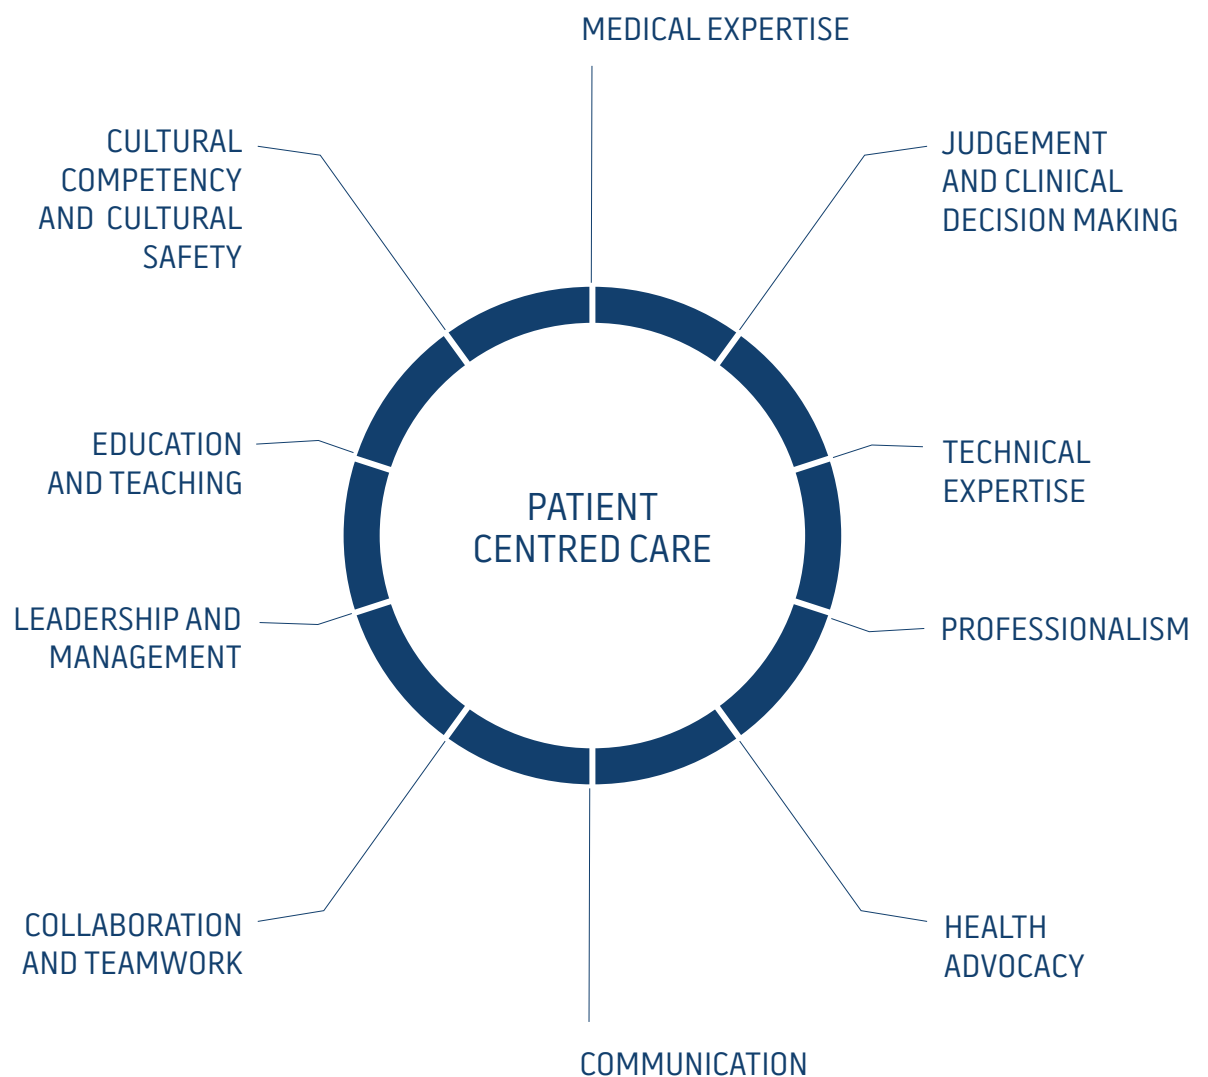 MEDICAL EXPERTISE
JUDGEMENT
AND CLINICAL
DECISION MAKING
TECHNICAL
EXPERTISE
PROFESSIONALISM
HEALTH
ADVOCACY
COMMUNICATION
COLLABORATION
AND TEAMWORK
LEADERSHIP AND
MANAGEMENT
EDUCATION
AND TEACHING
CULTURAL
COMPETENCY
AND CULTURAL
SAFETY
PATIENT
CENTRED CARE